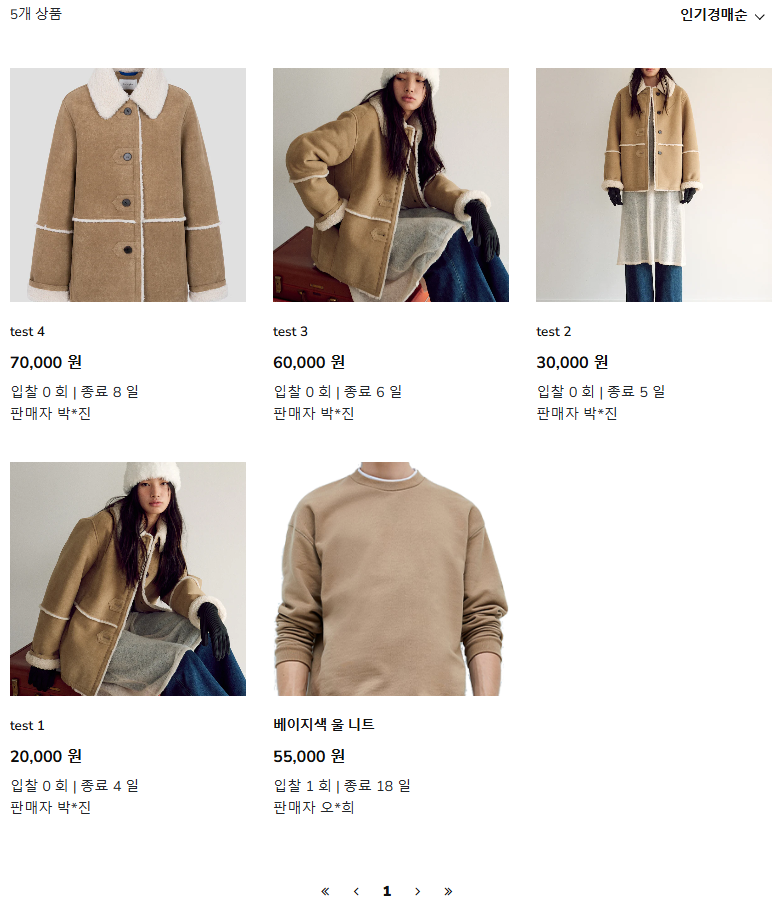 5개 상품
인기경매순
test 4
70,000 원
입찰 0 회 | 종료 8 일
판매자 박*진
test 3
60,000 원
입찰 0 회 | 종료 6 일
판매자 박*진
test 2
30,000 원
입찰 0 회 | 종료 5 일
판매자 박*진
test 1
20,000 원
입찰 0 회 | 종료 4 일
판매자 박*진
베이지색 울 니트
55,000 원
입찰 1 회 | 종료 18 일
판매자 오*희
« ‹ 1 › »